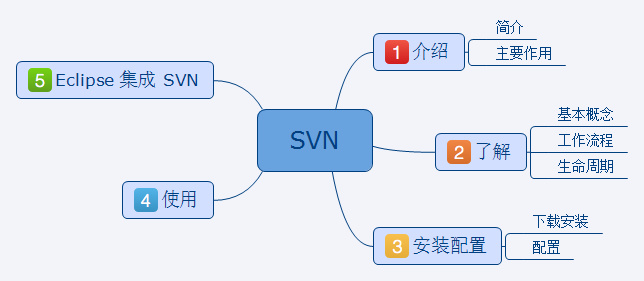 SVN
1 介绍
简介
主要作用
2 了解
基本概念
工作流程
生命周期
3 安装配置
下载安装
配置
4 使用
5 Eclipse 集成 SVN